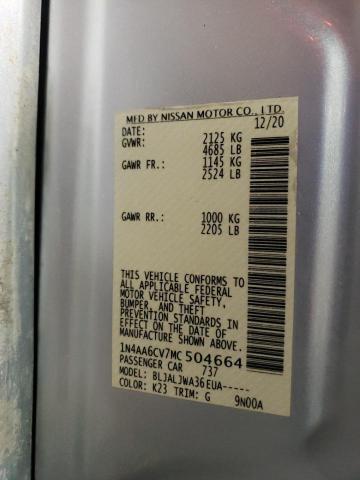 MFD BY NISSAN MOTOR CO., LTD.
DATE: 12/20
GVWR: 2125 KG
4685 LB
GAWR FR.: 1145 KG
2524 LB
GAWR RR.: 1000 KG
2205 LB
THIS VEHICLE CONFORMS TO
ALL APPLICABLE FEDERAL
MOTOR VEHICLE SAFETY,
BUMPER, AND THEFT
PREVENTION STANDARDS IN
EFFECT ON THE DATE OF
MANUFACTURE SHOWN ABOVE.
1N4AA6CV7MC504664
PASSENGER CAR 737
MODEL: BLJALJWA36EUA-----
COLOR: K23 TRIM: G 9N00A